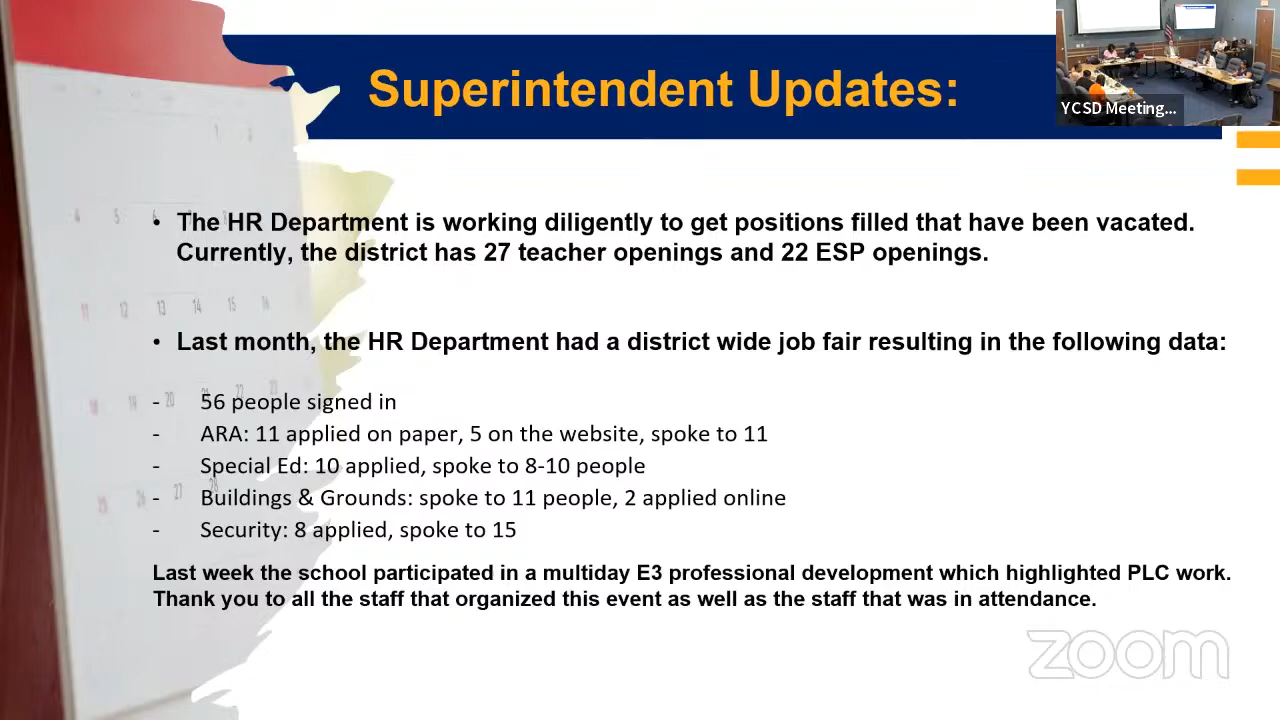 Superintendent Updates:
YCSD Meeting...
• The HR Department is working diligently to get positions filled that have been vacated.
Currently, the district has 27 teacher openings and 22 ESP openings.
• Last month, the HR Department had a district wide job fair resulting in the following data:
- 56 people signed in
- ARA: 11 applied on paper, 5 on the website, spoke to 11
- Special Ed: 10 applied, spoke to 8-10 people
- Buildings & Grounds: spoke to 11 people, 2 applied online
- Security: 8 applied, spoke to 15
Last week the school participated in a multiday E3 professional development which highlighted PLC work.
Thank you to all the staff that organized this event as well as the staff that was in attendance.
zoom